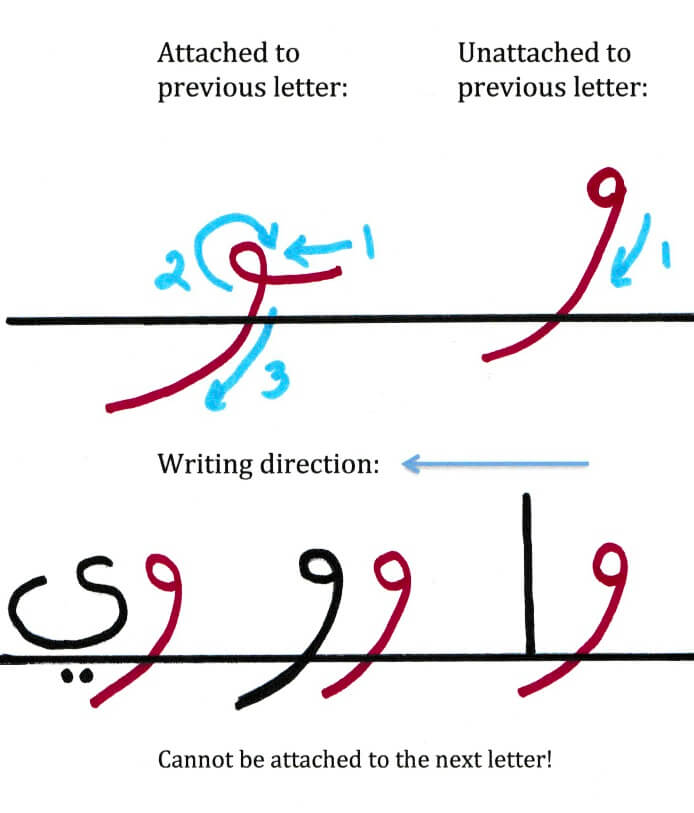 Attached to
previous letter:
Unattached to
previous letter:
و
1
2
3
ـو
1
Writing direction:
وا
وو
وي
Cannot be attached to the next letter!